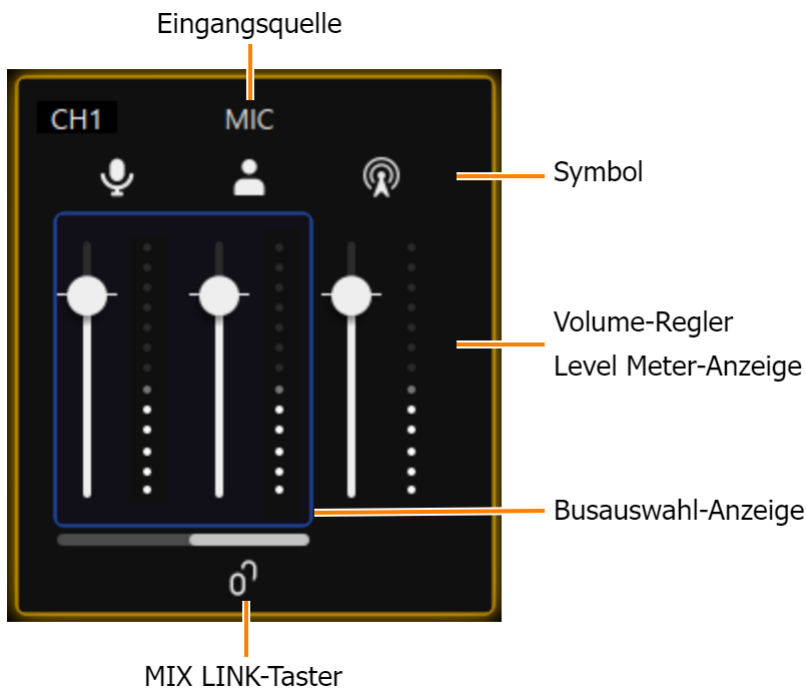 Eingangsquelle
CH1 MIC
Symbol
Volume-Regler
Level Meter-Anzeige
Busauswahl-Anzeige
MIX LINK-Taster